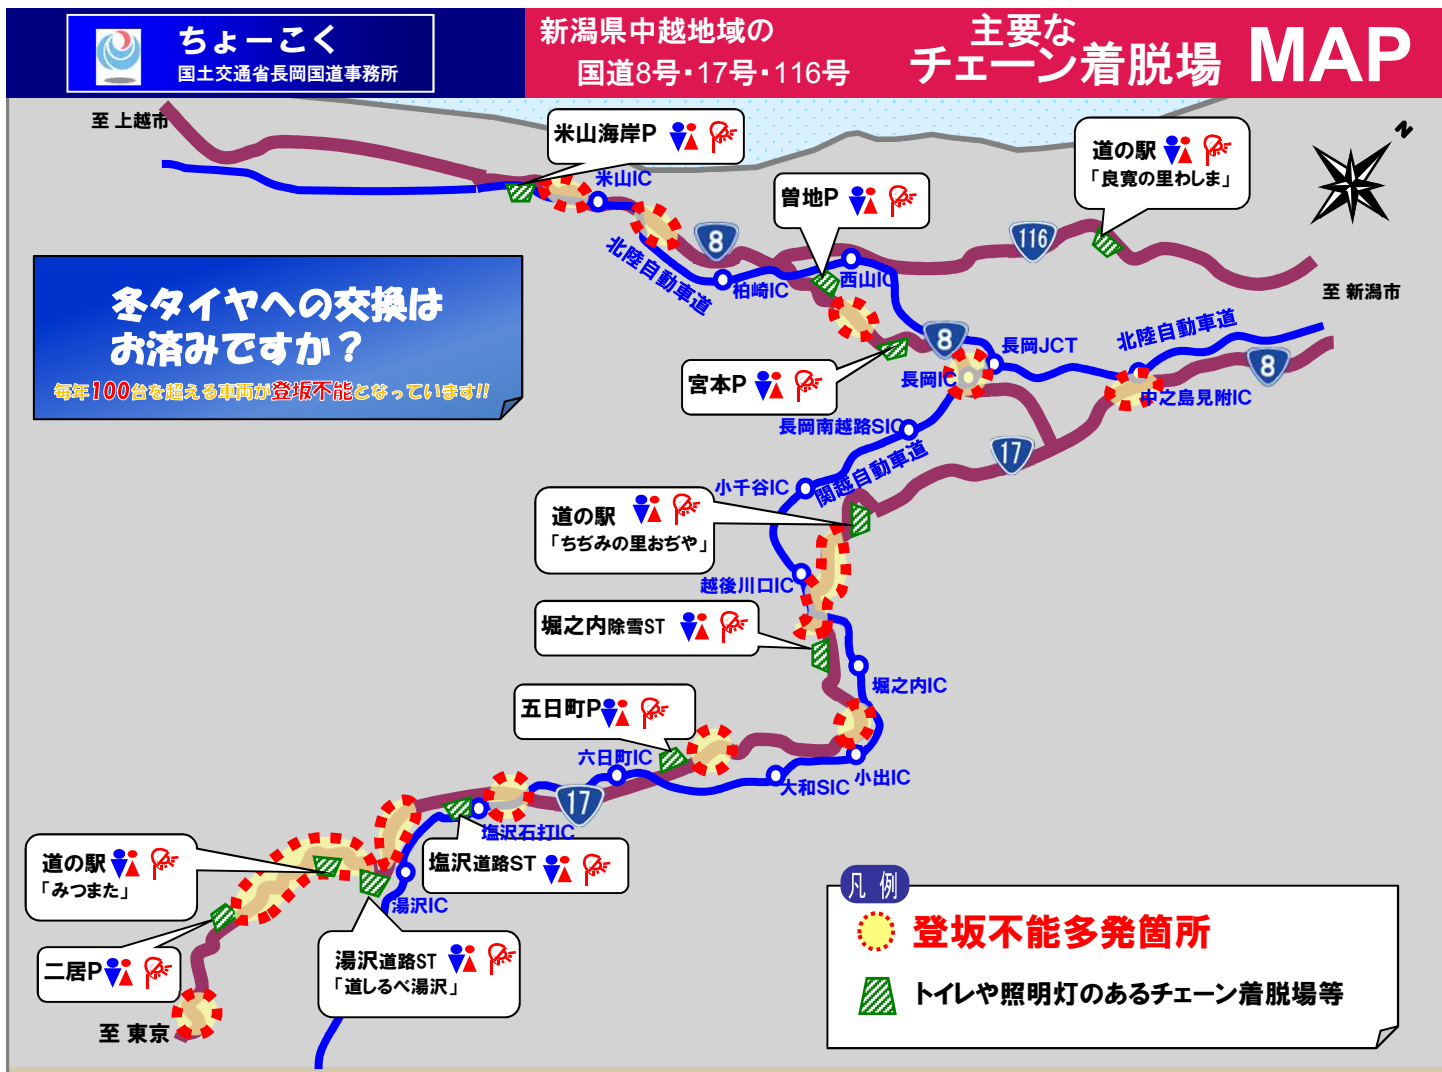 ちょーこく
国土交通省長岡国道事務所
新潟県中越地域の
国道8号・17号・116号
主要な
チェーン着脱場 MAP
至 上越市
米山海岸P
米山IC
道の駅
「良寛の里わしま」
N
曽地P
8
116
北陸自動車道
柏崎IC
西山IC
至 新潟市
冬タイヤへの交換は
お済みですか？
毎年100台を超える車両が登坂不能となっています!!
8
長岡JCT
北陸自動車道
8
宮本P
長岡IC
中之島見附IC
長岡南越路SIC
17
関越自動車道
小千谷IC
道の駅
「ちぢみの里おぢや」
越後川口IC
堀之内除雪ST
堀之内IC
五日町P
六日町IC
大和SIC
小出IC
17
塩沢石打IC
道の駅
「みつまた」
塩沢道路ST
湯沢IC
二居P
湯沢道路ST
「道しるべ湯沢」
至 東京
凡 例
登坂不能多発箇所
トイレや照明灯のあるチェーン着脱場等